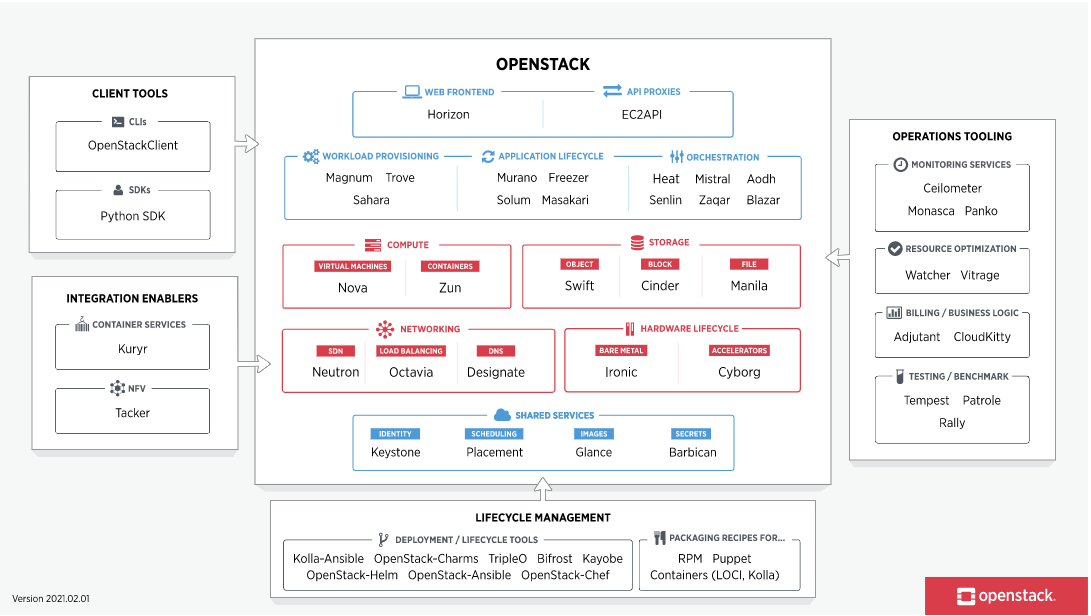 OPENSTACK
WEB FRONTEND
Horizon
API PROXIES
EC2API
WORKLOAD PROVISIONING
Magnum Trove
Sahara
APPLICATION LIFECYCLE
Murano Freezer
Solum Masakari
ORCHESTRATION
Heat Mistral Aodh
Senlin Zaqar Blazar
COMPUTE
VIRTUAL MACHINES
Nova
CONTAINERS
Zun
STORAGE
OBJECT
Swift
BLOCK
Cinder
FILE
Manila
NETWORKING
SDN
Neutron
LOAD BALANCING
Octavia
DNS
Designate
HARDWARE LIFECYCLE
BARE METAL
Ironic
ACCELERATORS
Cyborg
SHARED SERVICES
IDENTITY
Keystone
SCHEDULING
Placement
IMAGES
Glance
SECRETS
Barbican
CLIENT TOOLS
CLIs
OpenStackClient
SDKs
Python SDK
INTEGRATION ENABLERS
CONTAINER SERVICES
Kuryr
NFV
Tacker
OPERATIONS TOOLING
MONITORING SERVICES
Ceilometer
Monasca Panko
RESOURCE OPTIMIZATION
Watcher Vitrage
BILLING / BUSINESS LOGIC
Adjutant CloudKitty
TESTING / BENCHMARK
Tempest Patrole
Rally
LIFECYCLE MANAGEMENT
DEPLOYMENT / LIFECYCLE TOOLS
Kolla-Ansible OpenStack-Charms TripleO Bifrost Kayobe
OpenStack-Helm OpenStack-Ansible OpenStack-Chef
PACKAGING RECIPES FOR...
RPM Puppet
Containers (LOCI, Kolla)
Version 2021.02.01
openstack.